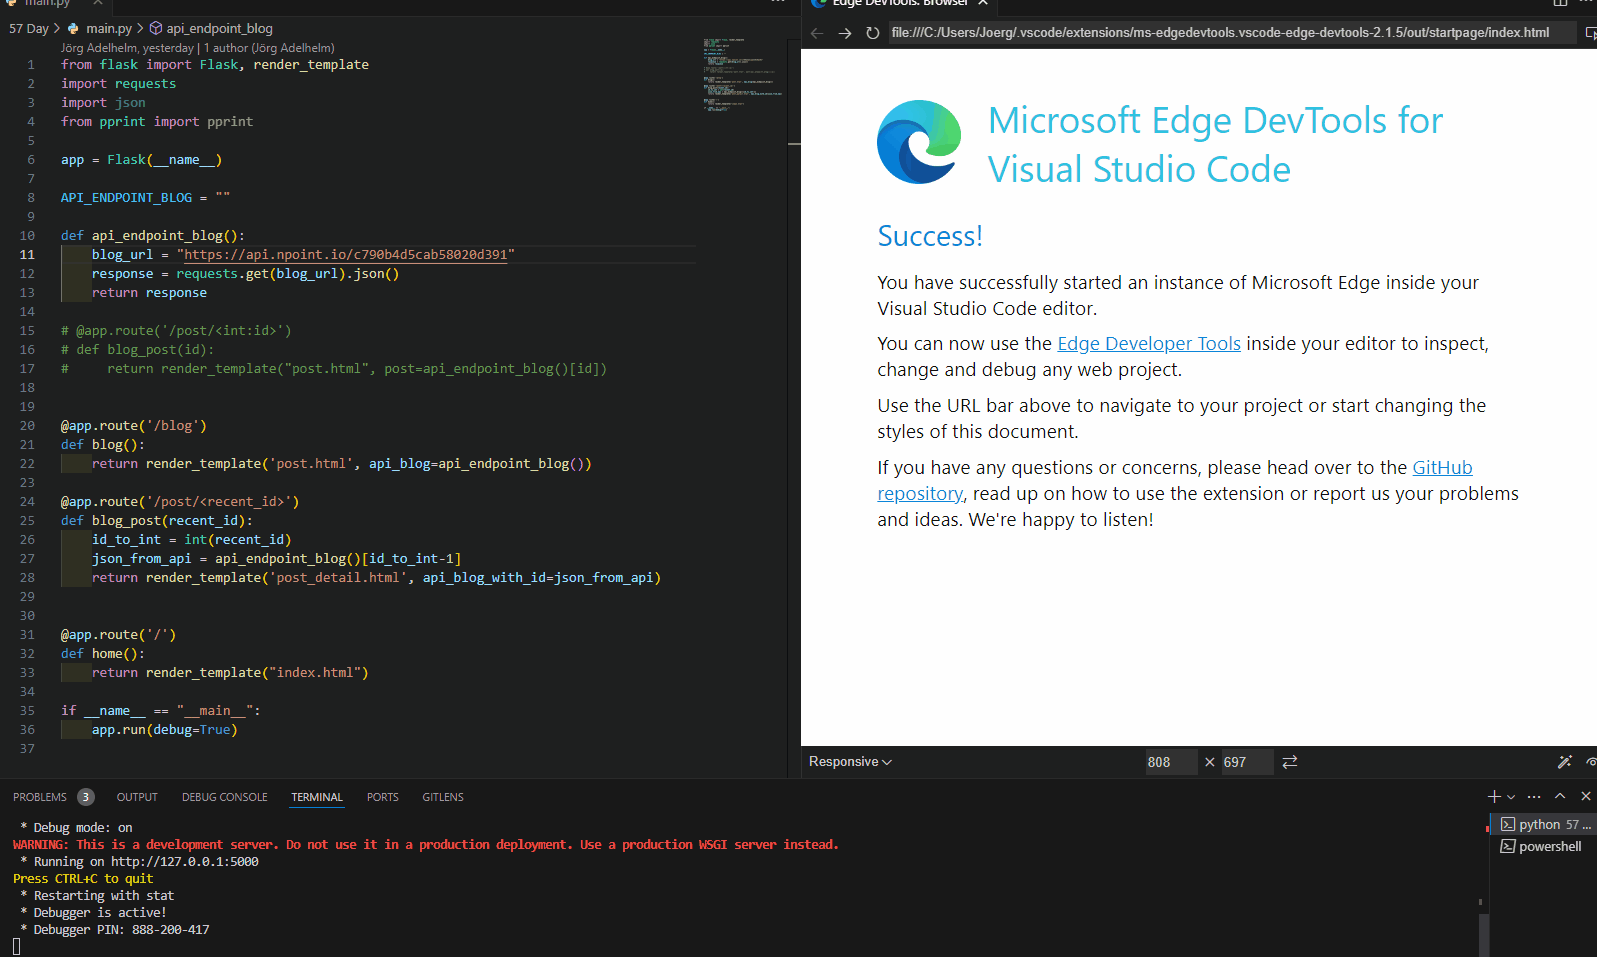 main.py
57 Day > main.py > api_endpoint_blog
Jörg Adelhelm, yesterday | 1 author (Jörg Adelhelm)
1 from flask import Flask, render_template
2 import requests
3 import json
4 from pprint import pprint
5
6 app = Flask(__name__)
7
8 API_ENDPOINT_BLOG = ""
9
10 def api_endpoint_blog():
11 blog_url = "https://api.npoint.io/c790b4d5cab58020d391"
12 response = requests.get(blog_url).json()
13 return response
14
15 # @app.route('/post/<int:id>')
16 # def blog_post(id):
17 #     return render_template("post.html", post=api_endpoint_blog()[id])
18
19
20 @app.route('/blog')
21 def blog():
22 return render_template('post.html', api_blog=api_endpoint_blog())
23
24 @app.route('/post/<recent_id>')
25 def blog_post(recent_id):
26 id_to_int = int(recent_id)
27 json_from_api = api_endpoint_blog()[id_to_int-1]
28 return render_template('post_detail.html', api_blog_with_id=json_from_api)
29
30
31 @app.route('/')
32 def home():
33 return render_template("index.html")
34
35 if __name__ == "__main__":
36 app.run(debug=True)
37
Edge DevTools: Browser
file:///C:/Users/Joerg/.vscode/extensions/ms-edgedevtools.vscode-edge-devtools-2.1.5/out/startpage/index.html
Microsoft Edge DevTools for
Visual Studio Code
Success!
You have successfully started an instance of Microsoft Edge inside your
Visual Studio Code editor.
You can now use the Edge Developer Tools inside your editor to inspect,
change and debug any web project.
Use the URL bar above to navigate to your project or start changing the
styles of this document.
If you have any questions or concerns, please head over to the GitHub
repository, read up on how to use the extension or report us your problems
and ideas. We're happy to listen!
Responsive 808 × 697
PROBLEMS 3 OUTPUT DEBUG CONSOLE TERMINAL PORTS GITLENS
* Debug mode: on
WARNING: This is a development server. Do not use it in a production deployment. Use a production WSGI server instead.
* Running on http://127.0.0.1:5000
Press CTRL+C to quit
* Restarting with stat
* Debugger is active!
* Debugger PIN: 888-200-417
python 57 ...
powershell